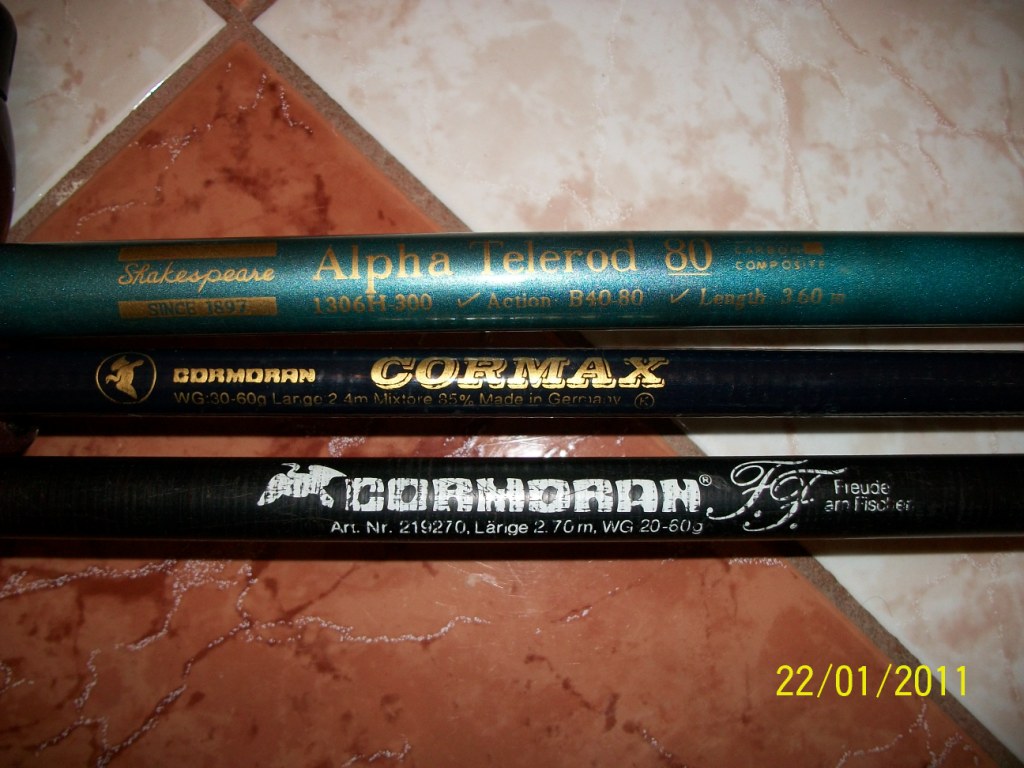 Shakespeare
SINCE 1897
Alpha Telerod 80
CARBON
COMPOSITE
1306H-300 ✓ Action B40-80 ✓ Length 3.60 m
CORMORAN CORMAX
WG:30-60g Länge 2.4m Mixtore 85% Made in Germany
CORMORAN® FF Freude
am Fischen
Art. Nr. 219270, Länge 2.70m, WG 20-60g
22/01/2011